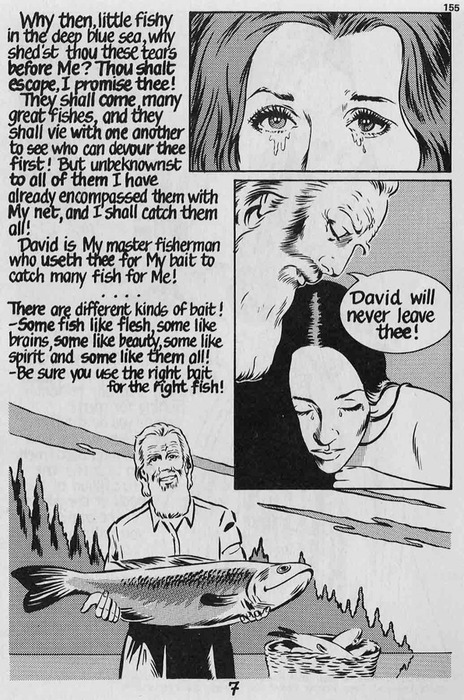 155
Why then, little fishy
in the deep blue sea, why
shed'st thou these tears
before Me? Thou shalt
escape, I promise thee!
They shall come, many
great fishes, and they
shall vie with one another
to see who can devour thee
first! But unbeknownst
to all of them I have
already encompassed them with
My net, and I shall catch them
all!
David is My master fisherman
who useth thee for My bait to
catch many fish for Me!
. . . .
There are different kinds of bait!
-Some fish like flesh, some like
brains, some like beauty, some like
spirit and some like them all!
-Be sure you use the right bait
for the right fish!
David will
never leave
thee!
7